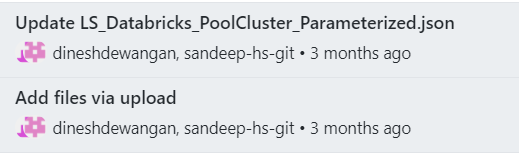 Update LS_Databricks_PoolCluster_Parameterized.json
dineshdewangan, sandeep-hs-git • 3 months ago
Add files via upload
dineshdewangan, sandeep-hs-git • 3 months ago